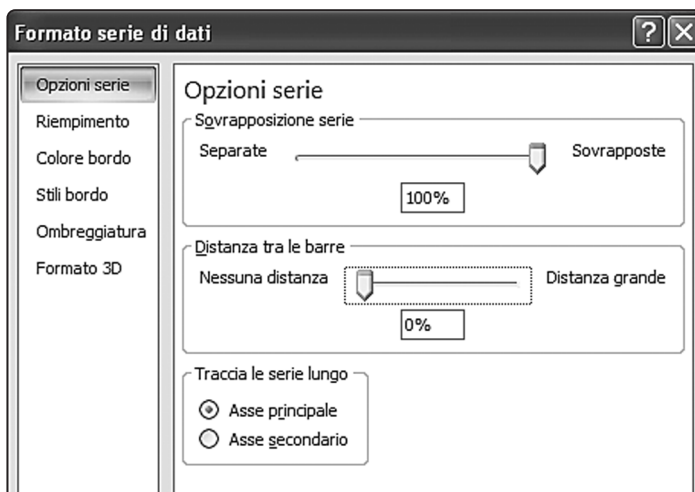 Formato serie di dati
?
X
Opzioni serie
Riempimento
Colore bordo
Stili bordo
Ombreggiatura
Formato 3D
Opzioni serie
Sovrapposizione serie
Separate Sovrapposte
100%
Distanza tra le barre
Nessuna distanza Distanza grande
0%
Traccia le serie lungo
Asse principale
Asse secondario